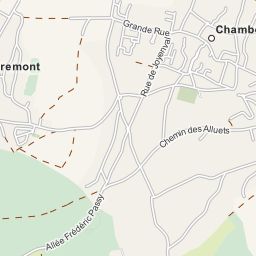 Grande Rue
Chambo
remont
Rue de Joyenval
Chemin des Alluets
Allée Frédéric Passy